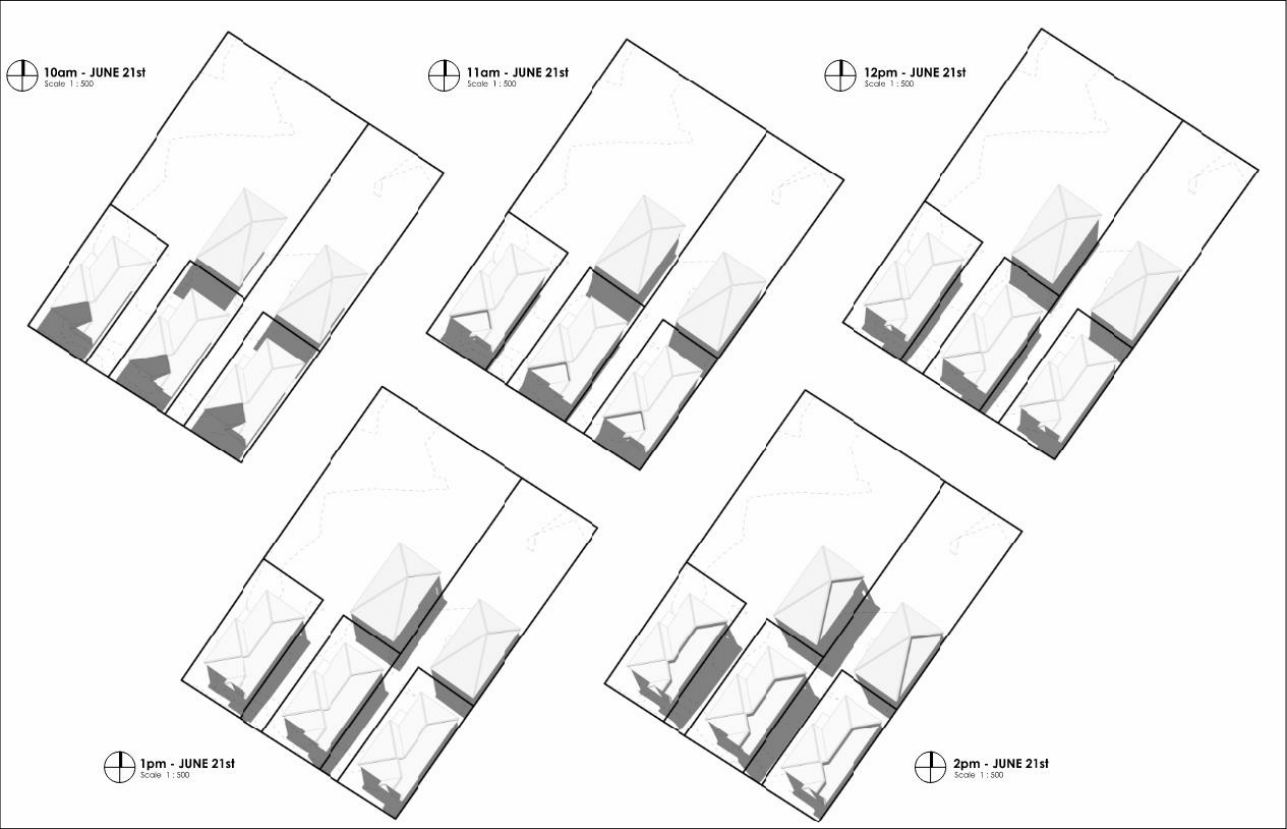 10am - JUNE 21st
Scale 1 : 500
11am - JUNE 21st
Scale 1 : 500
12pm - JUNE 21st
Scale 1 : 500
1pm - JUNE 21st
Scale 1 : 500
2pm - JUNE 21st
Scale 1 : 500